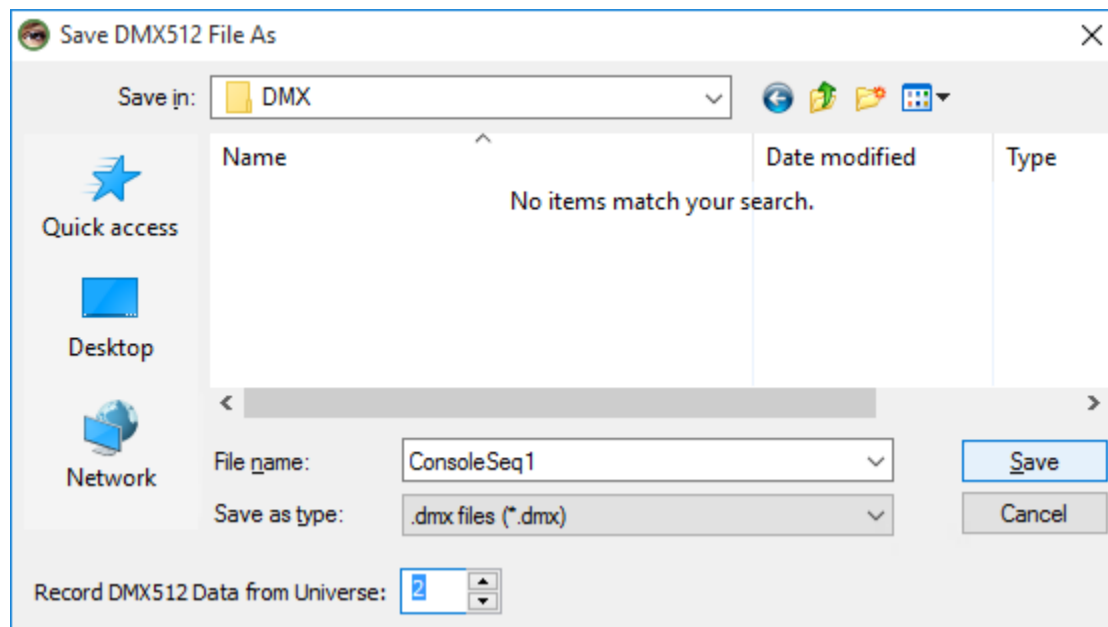 Save DMX512 File As
Save in: DMX
Name Date modified Type
No items match your search.
Quick access
Desktop
Network
File name: ConsoleSeq1 Save
Save as type: .dmx files (*.dmx) Cancel
Record DMX512 Data from Universe: 2